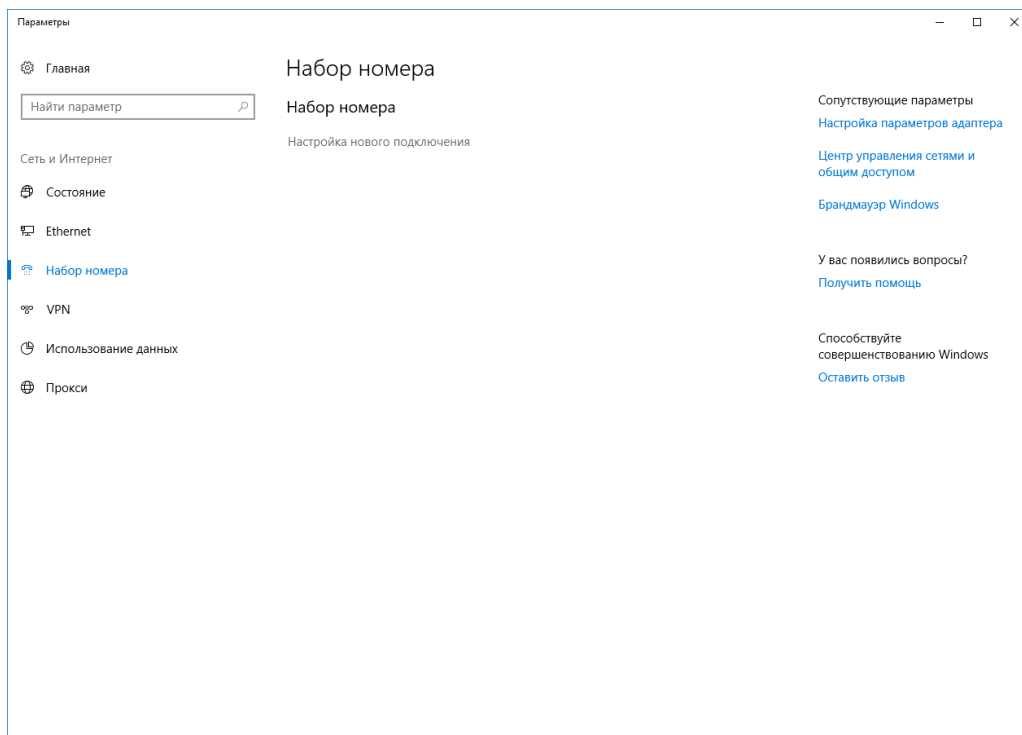 Параметры
Главная
Найти параметр
Сеть и Интернет
Состояние
Ethernet
Набор номера
VPN
Использование данных
Прокси
Набор номера
Набор номера
Настройка нового подключения
Сопутствующие параметры
Настройка параметров адаптера
Центр управления сетями и
общим доступом
Брандмауэр Windows
У вас появились вопросы?
Получить помощь
Способствуйте
совершенствованию Windows
Оставить отзыв